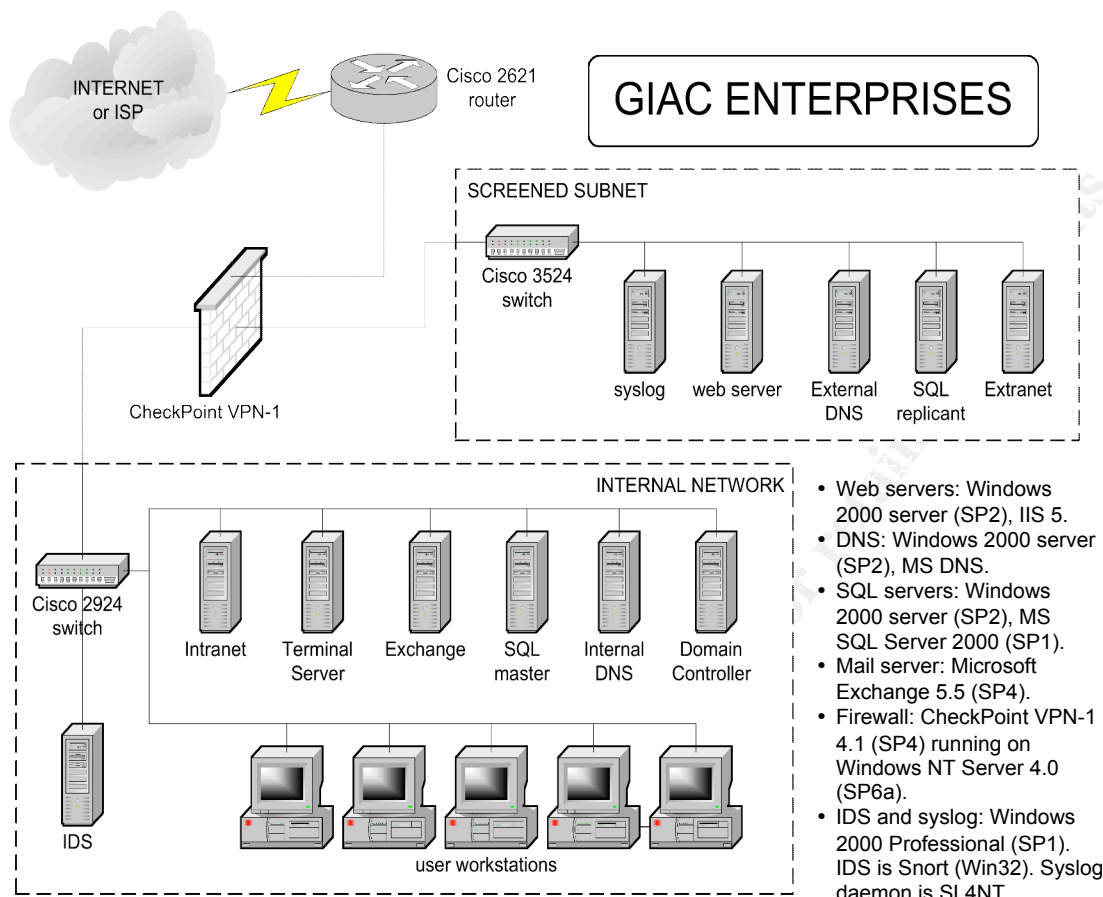 INTERNET
or ISP
Cisco 2621
router
GIAC ENTERPRISES
SCREENED SUBNET
Cisco 3524
switch
syslog
web server
External
DNS
SQL
replicant
Extranet
CheckPoint VPN-1
INTERNAL NETWORK
Cisco 2924
switch
Intranet
Terminal
Server
Exchange
SQL
master
Internal
DNS
Domain
Controller
IDS
user workstations
• Web servers: Windows
2000 server (SP2), IIS 5.
• DNS: Windows 2000 server
(SP2), MS DNS.
• SQL servers: Windows
2000 server (SP2), MS
SQL Server 2000 (SP1).
• Mail server: Microsoft
Exchange 5.5 (SP4).
• Firewall: CheckPoint VPN-1
4.1 (SP4) running on
Windows NT Server 4.0
(SP6a).
• IDS and syslog: Windows
2000 Professional (SP1).
IDS is Snort (Win32). Syslog
daemon is SL4NT